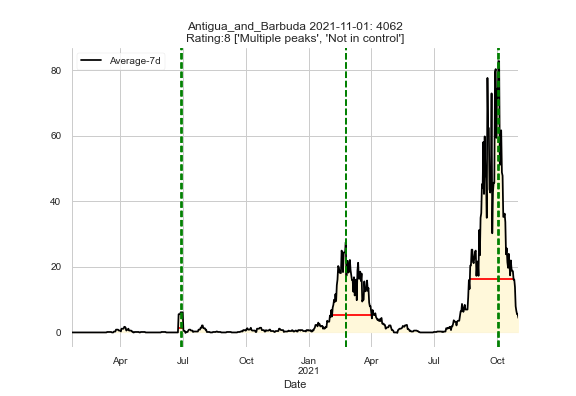 Antigua_and_Barbuda 2021-11-01: 4062
Rating:8 ['Multiple peaks', 'Not in control']
Average-7d
80
60
40
20
0
Apr Jul Oct Jan Apr Jul Oct
2021
Date